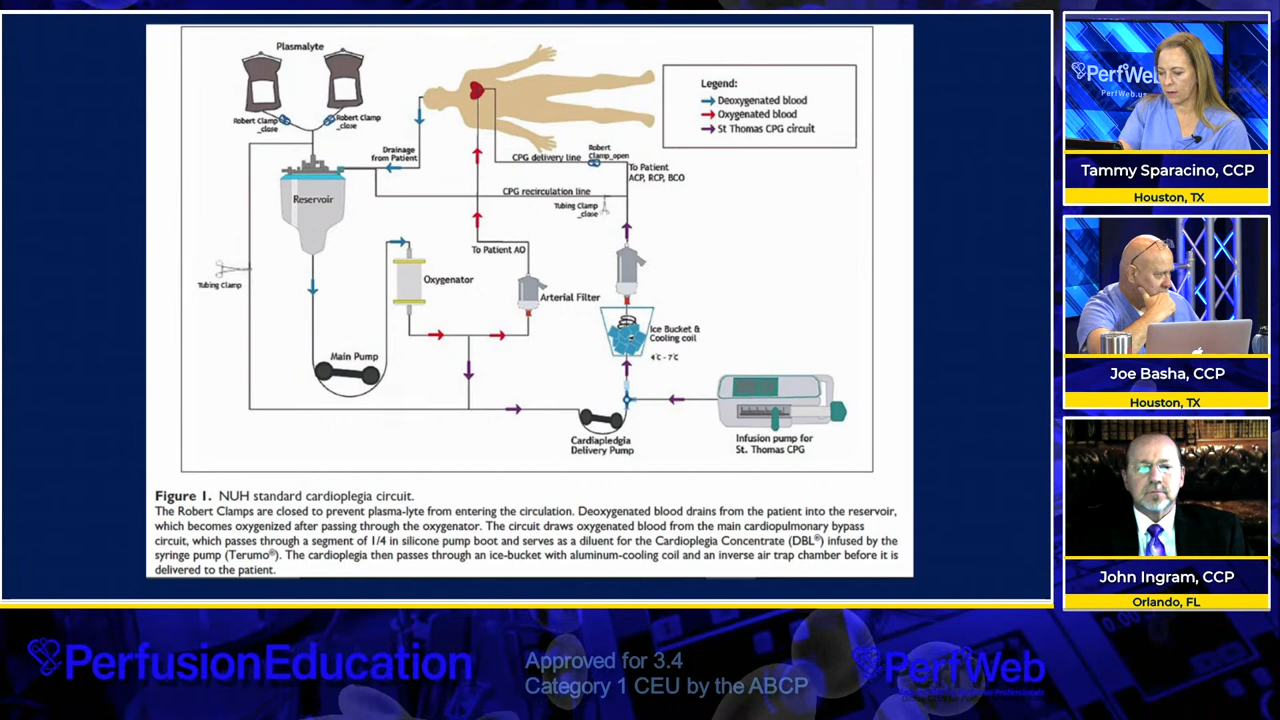 Plasmalyte
Robert Clamp
_close
Robert Clamp
_close
Legend:
Deoxygenated blood
Oxygenated blood
St Thomas CPG circuit
Drainage
from Patient
CPG delivery line
Robert
Clamp_open
To Patient
ACP, RCP, BCO
Reservoir
CPG recirculation line
Tubing Clamp
_close
To Patient AO
Tubing Clamp
Oxygenator
Arterial Filter
Ice Bucket &
Cooling coil
4°C - 7°C
Main Pump
Cardiapledgia
Delivery Pump
Infusion pump for
St. Thomas CPG
Figure 1. NUH standard cardioplegia circuit.
The Robert Clamps are closed to prevent plasma-lyte from entering the circulation. Deoxygenated blood drains from the patient into the reservoir,
which becomes oxygenized after passing through the oxygenator. The circuit draws oxygenated blood from the main cardiopulmonary bypass
circuit, which passes through a segment of 1/4 in silicone pump boot and serves as a diluent for the Cardioplegia Concentrate (DBL®) infused by the
syringe pump (Terumo®). The cardioplegia then passes through an ice-bucket with aluminum-cooling coil and an inverse air trap chamber before it is
delivered to the patient.
PerfWeb
PerfWeb.us
Tammy Sparacino, CCP
Houston, TX
Joe Basha, CCP
Houston, TX
John Ingram, CCP
Orlando, FL
PerfusionEducation
Approved for 3.4
Category 1 CEU by the ABCP
PerfWeb